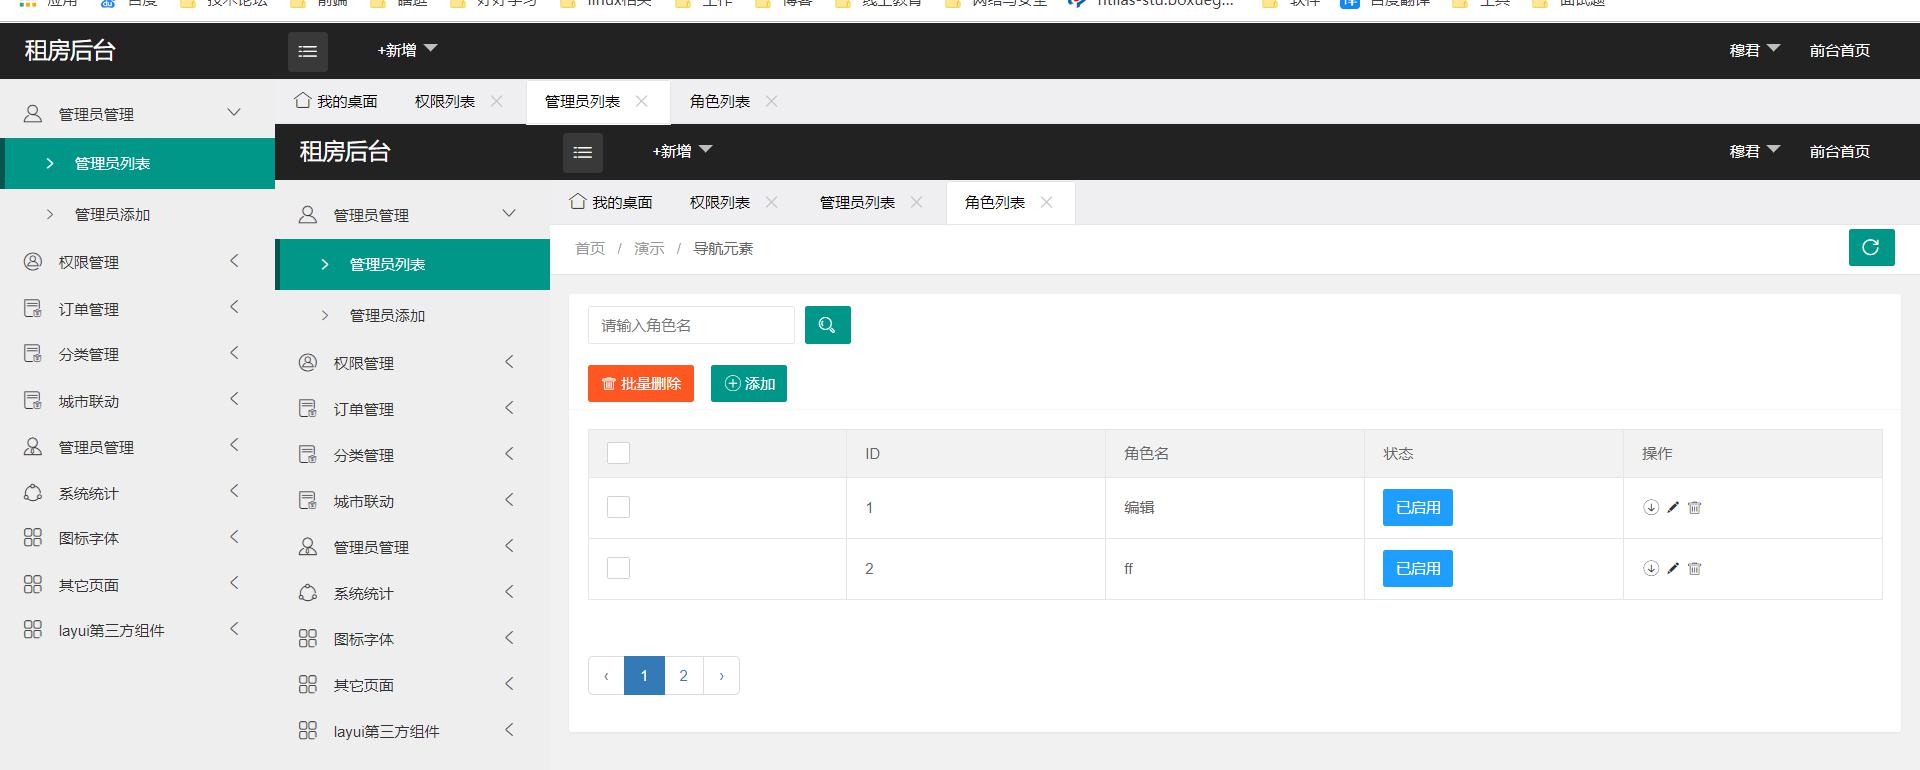 租房后台 +新增 穆君 前台首页
我的桌面 权限列表 管理员列表 角色列表
管理员管理
管理员列表
管理员添加
权限管理
订单管理
分类管理
城市联动
管理员管理
系统统计
图标字体
其它页面
layui第三方组件
租房后台 +新增 穆君 前台首页
我的桌面 权限列表 管理员列表 角色列表
管理员管理
管理员列表
管理员添加
权限管理
订单管理
分类管理
城市联动
管理员管理
系统统计
图标字体
其它页面
layui第三方组件
首页 / 演示 / 导航元素
请输入角色名
批量删除 添加
ID 角色名 状态 操作
1 编辑 已启用
2 ff 已启用
‹ 1 2 ›